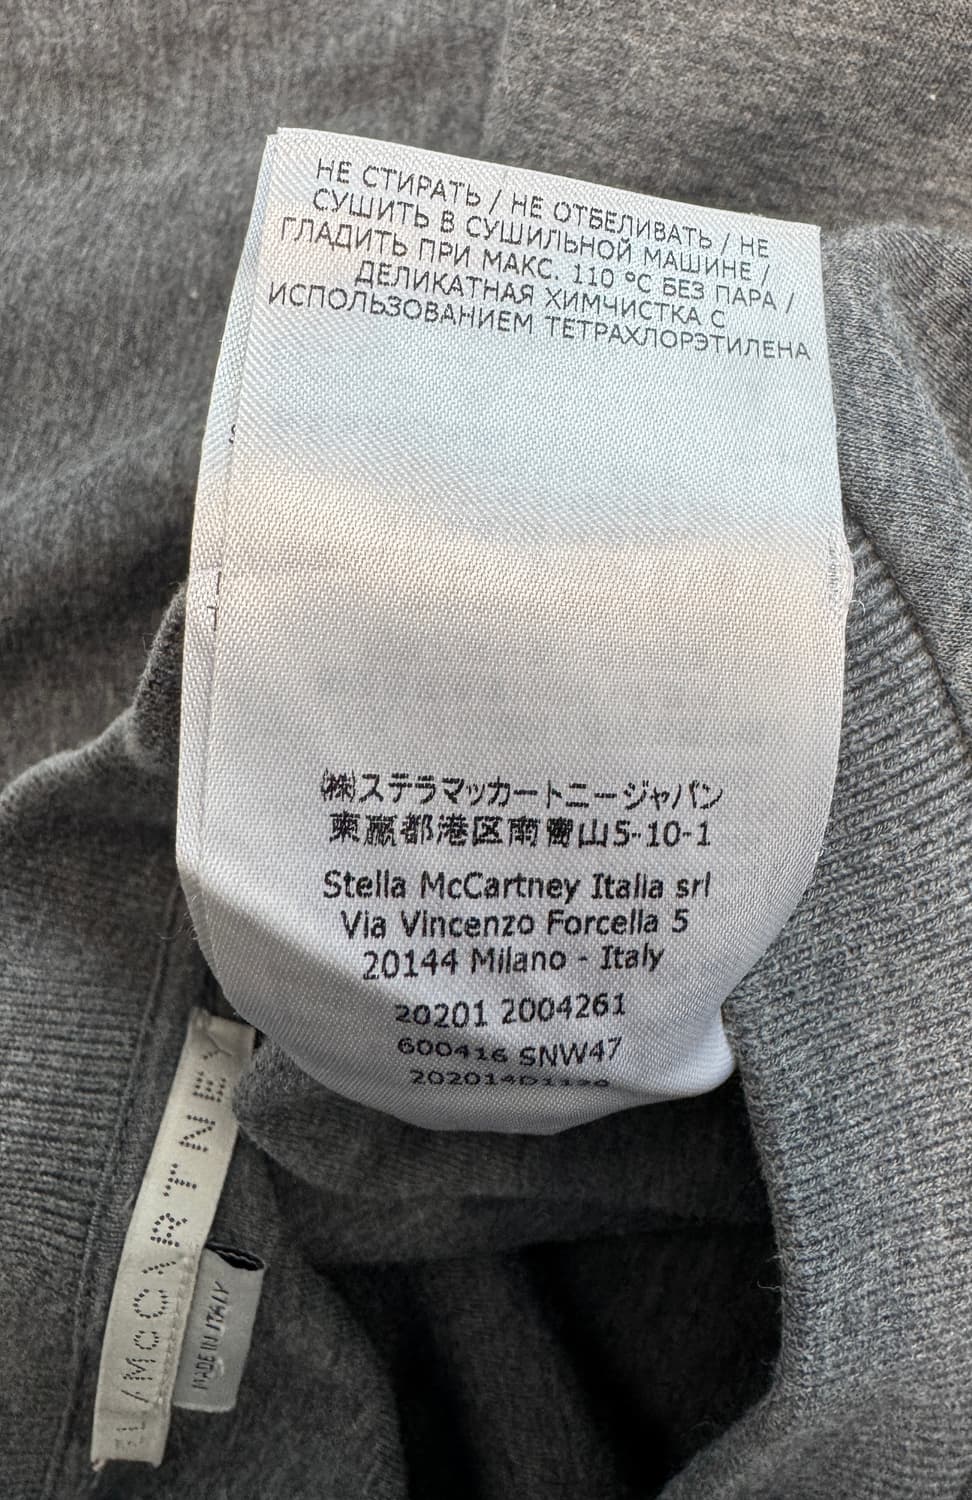 НЕ СТИРАТЬ / НЕ ОТБЕЛИВАТЬ / НЕ
СУШИТЬ В СУШИЛЬНОЙ МАШИНЕ /
ГЛАДИТЬ ПРИ МАКС. 110 °C БЕЗ ПАРА /
ДЕЛИКАТНАЯ ХИМЧИСТКА С
ИСПОЛЬЗОВАНИЕМ ТЕТРАХЛОРЭТИЛЕНА
㈱ステラマッカートニージャパン
東京都港区南青山5-10-1
Stella McCartney Italia srl
Via Vincenzo Forcella 5
20144 Milano - Italy
20201 2004261
600416 SNW47
McCARTNEY
MADE IN ITALY